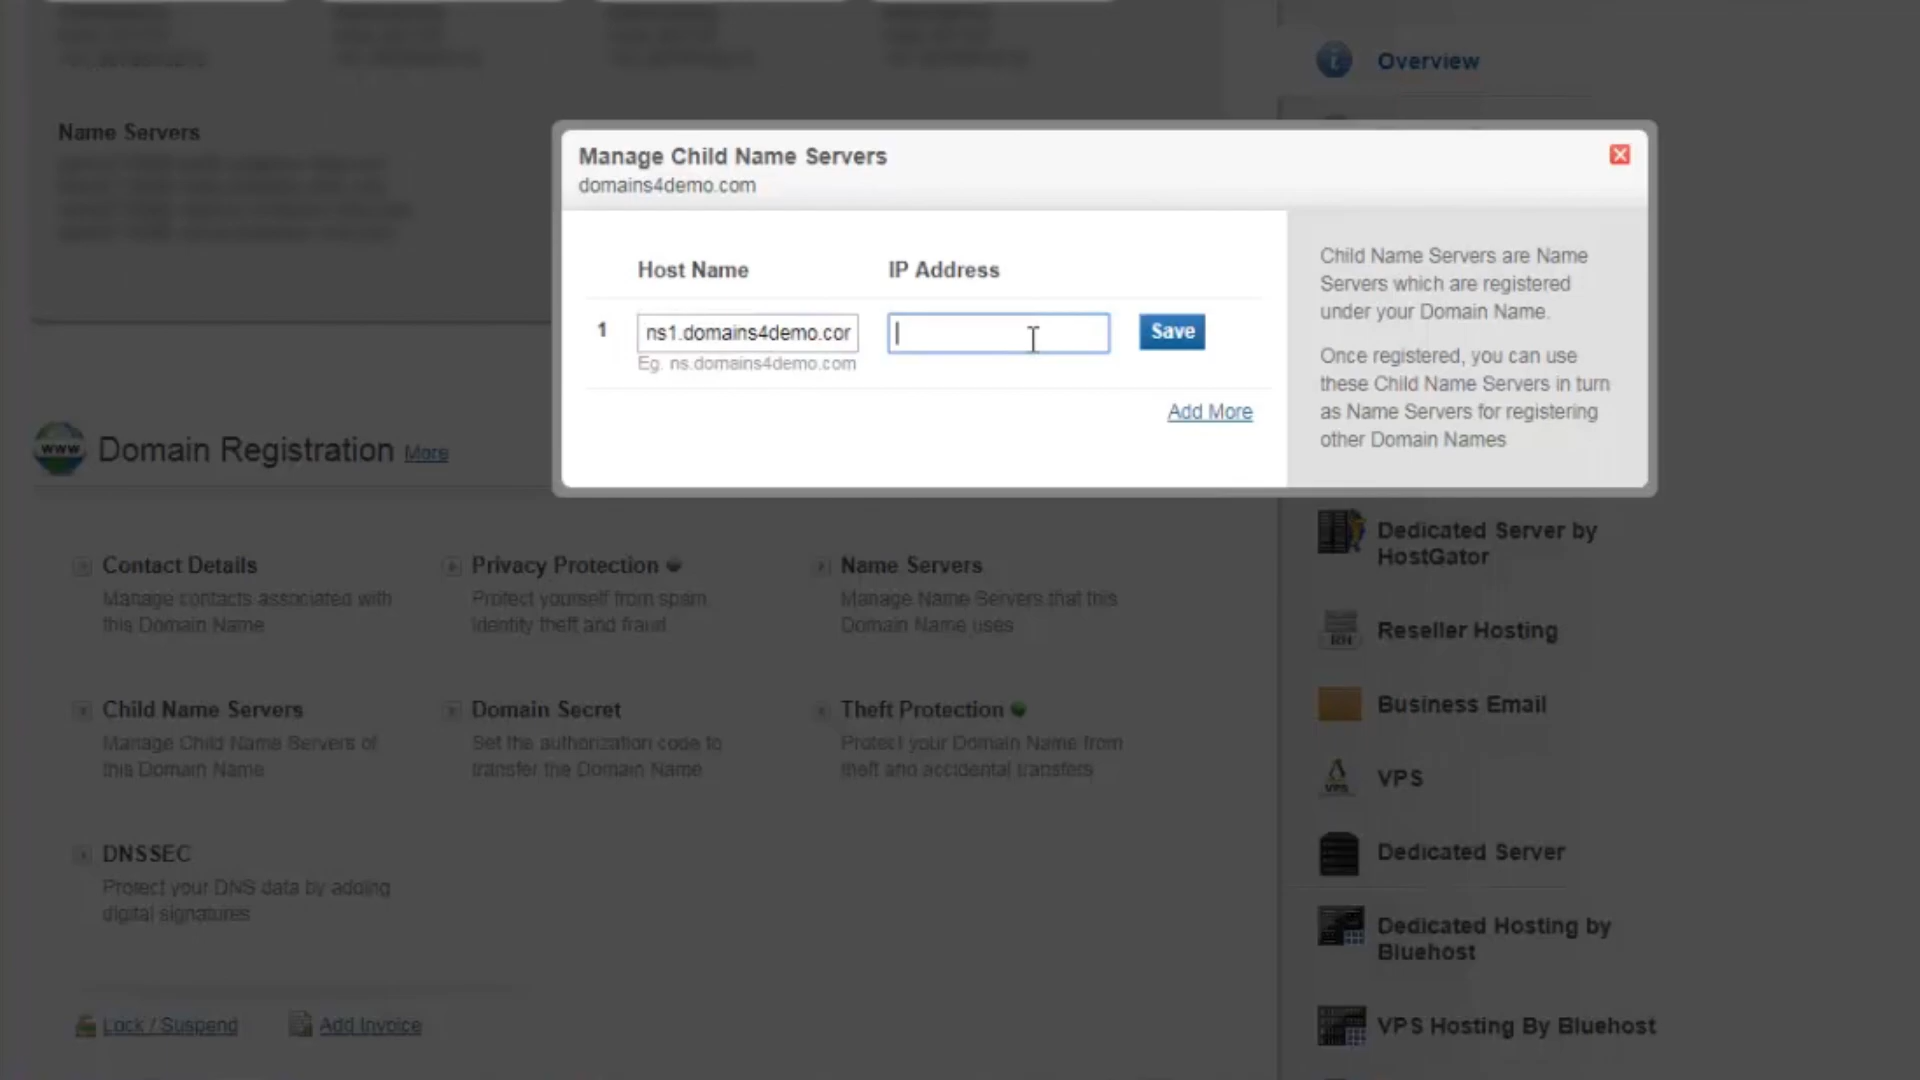 Overview
Name Servers
Manage Child Name Servers
domains4demo.com
Host Name
IP Address
1
ns1.domains4demo.cor
Save
Eg. ns.domains4demo.com
Add More
Child Name Servers are Name
Servers which are registered
under your Domain Name.
Once registered, you can use
these Child Name Servers in turn
as Name Servers for registering
other Domain Names
www
Domain Registration More
Contact Details
Manage contacts associated with
this Domain Name
Privacy Protection
Protect yourself from spam,
identity theft and fraud
Name Servers
Manage Name Servers that this
Domain Name uses
Child Name Servers
Manage Child Name Servers of
this Domain Name
Domain Secret
Set the authorization code to
transfer the Domain Name
Theft Protection
Protect your Domain Name from
theft and accidental transfers
DNSSEC
Protect your DNS data by adding
digital signatures
Lock / Suspend
Add Invoice
Dedicated Server by
HostGator
RH
Reseller Hosting
Business Email
VPS
VPS
Dedicated Server
Dedicated Hosting by
Bluehost
VPS Hosting By Bluehost